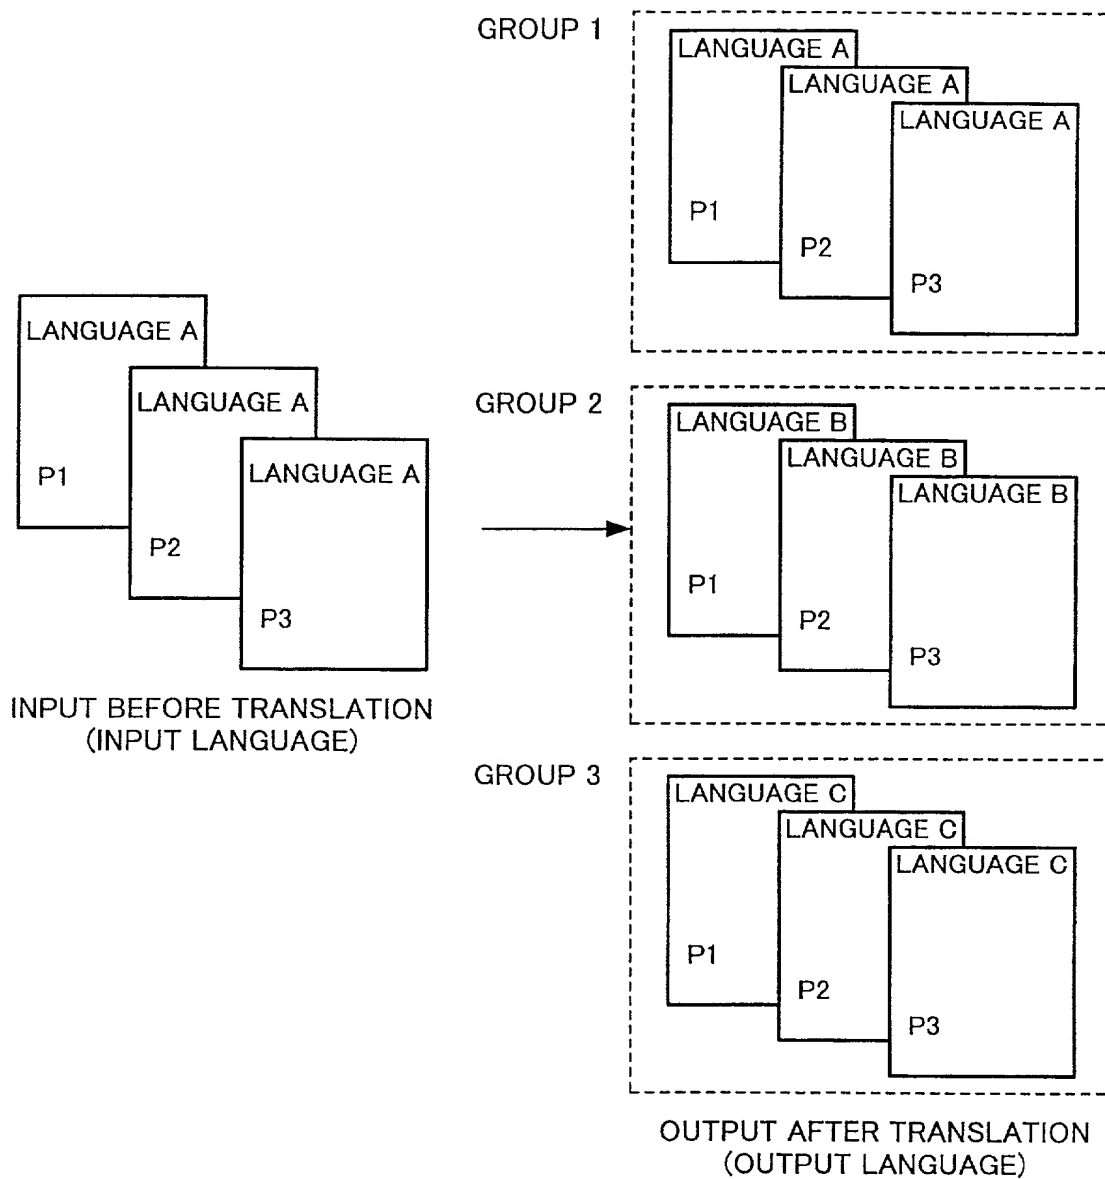 GROUP 1
LANGUAGE A
LANGUAGE A
LANGUAGE A
P1
P2
P3
LANGUAGE A
LANGUAGE A
LANGUAGE A
P1
P2
P3
INPUT BEFORE TRANSLATION
(INPUT LANGUAGE)
GROUP 2
LANGUAGE B
LANGUAGE B
LANGUAGE B
P1
P2
P3
GROUP 3
LANGUAGE C
LANGUAGE C
LANGUAGE C
P1
P2
P3
OUTPUT AFTER TRANSLATION
(OUTPUT LANGUAGE)